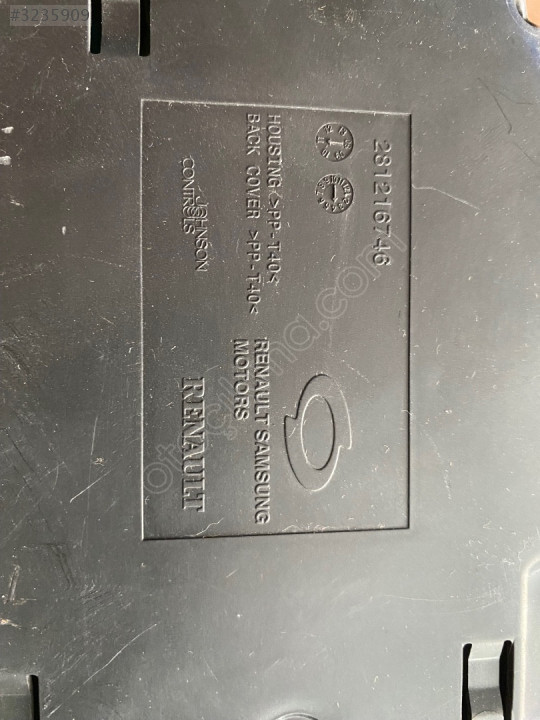 #3235909
281216746
HOUSING >PP-T40<
BACK COVER >PP-T40<
JOHNSON
CONTROLS
RENAULT SAMSUNG
MOTORS
RENAULT